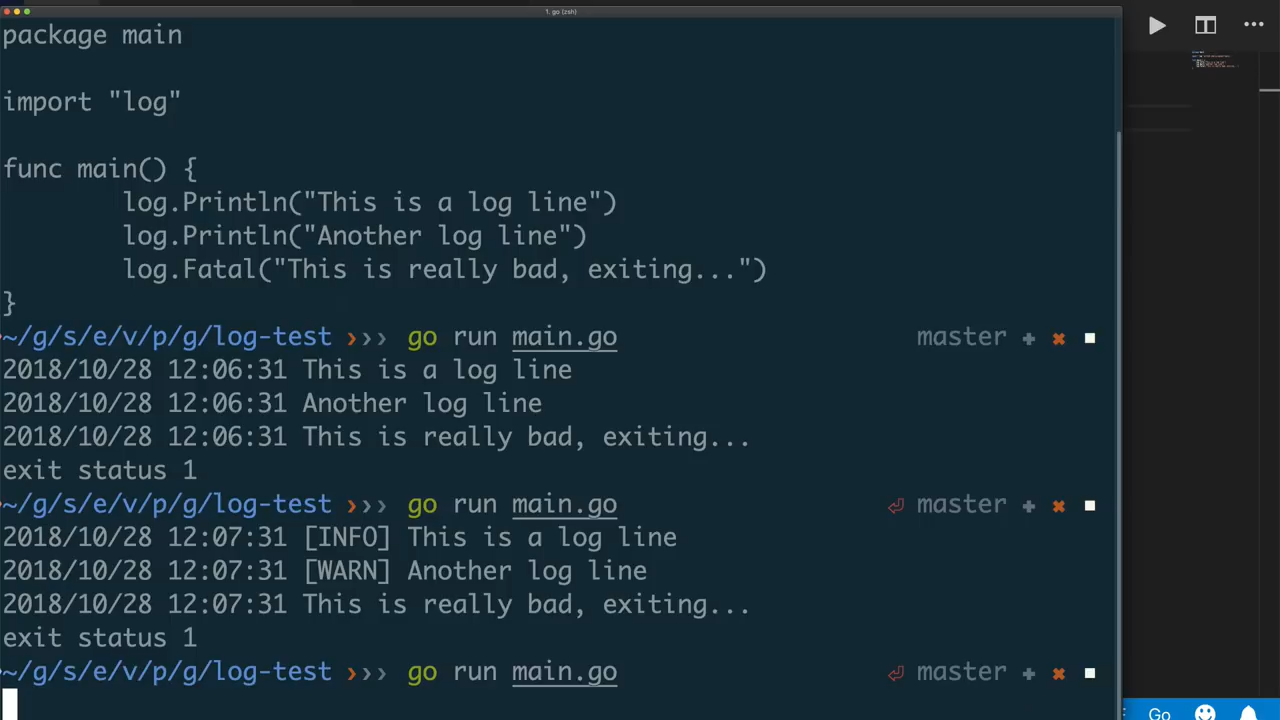 1. go (zsh)
package main
import "log"
func main() {
log.Println("This is a log line")
log.Println("Another log line")
log.Fatal("This is really bad, exiting...")
}
~/g/s/e/v/p/g/log-test ❯❯❯ go run main.go master ✚ ✖ ◼
2018/10/28 12:06:31 This is a log line
2018/10/28 12:06:31 Another log line
2018/10/28 12:06:31 This is really bad, exiting...
exit status 1
~/g/s/e/v/p/g/log-test ❯❯❯ go run main.go ⏎ master ✚ ✖ ◼
2018/10/28 12:07:31 [INFO] This is a log line
2018/10/28 12:07:31 [WARN] Another log line
2018/10/28 12:07:31 This is really bad, exiting...
exit status 1
~/g/s/e/v/p/g/log-test ❯❯❯ go run main.go ⏎ master ✚ ✖ ◼
Go